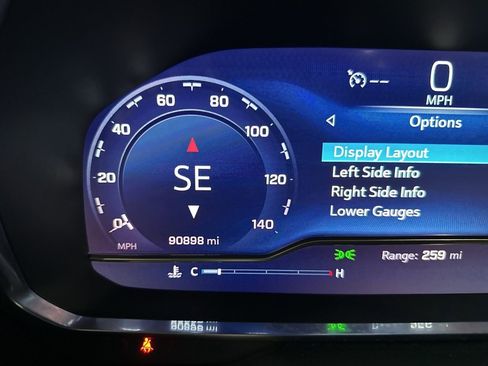 0
MPH
--
Options
Display Layout
Left Side Info
Right Side Info
Lower Gauges
0
20
40
60
80
100
120
140
SE
MPH
90898 mi
Range: 259 mi
C
H